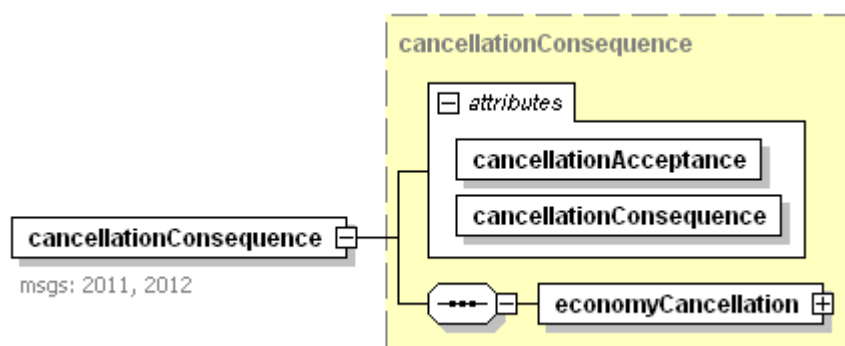 cancellationConsequence
attributes
cancellationAcceptance
cancellationConsequence
cancellationConsequence
msgs: 2011, 2012
economyCancellation